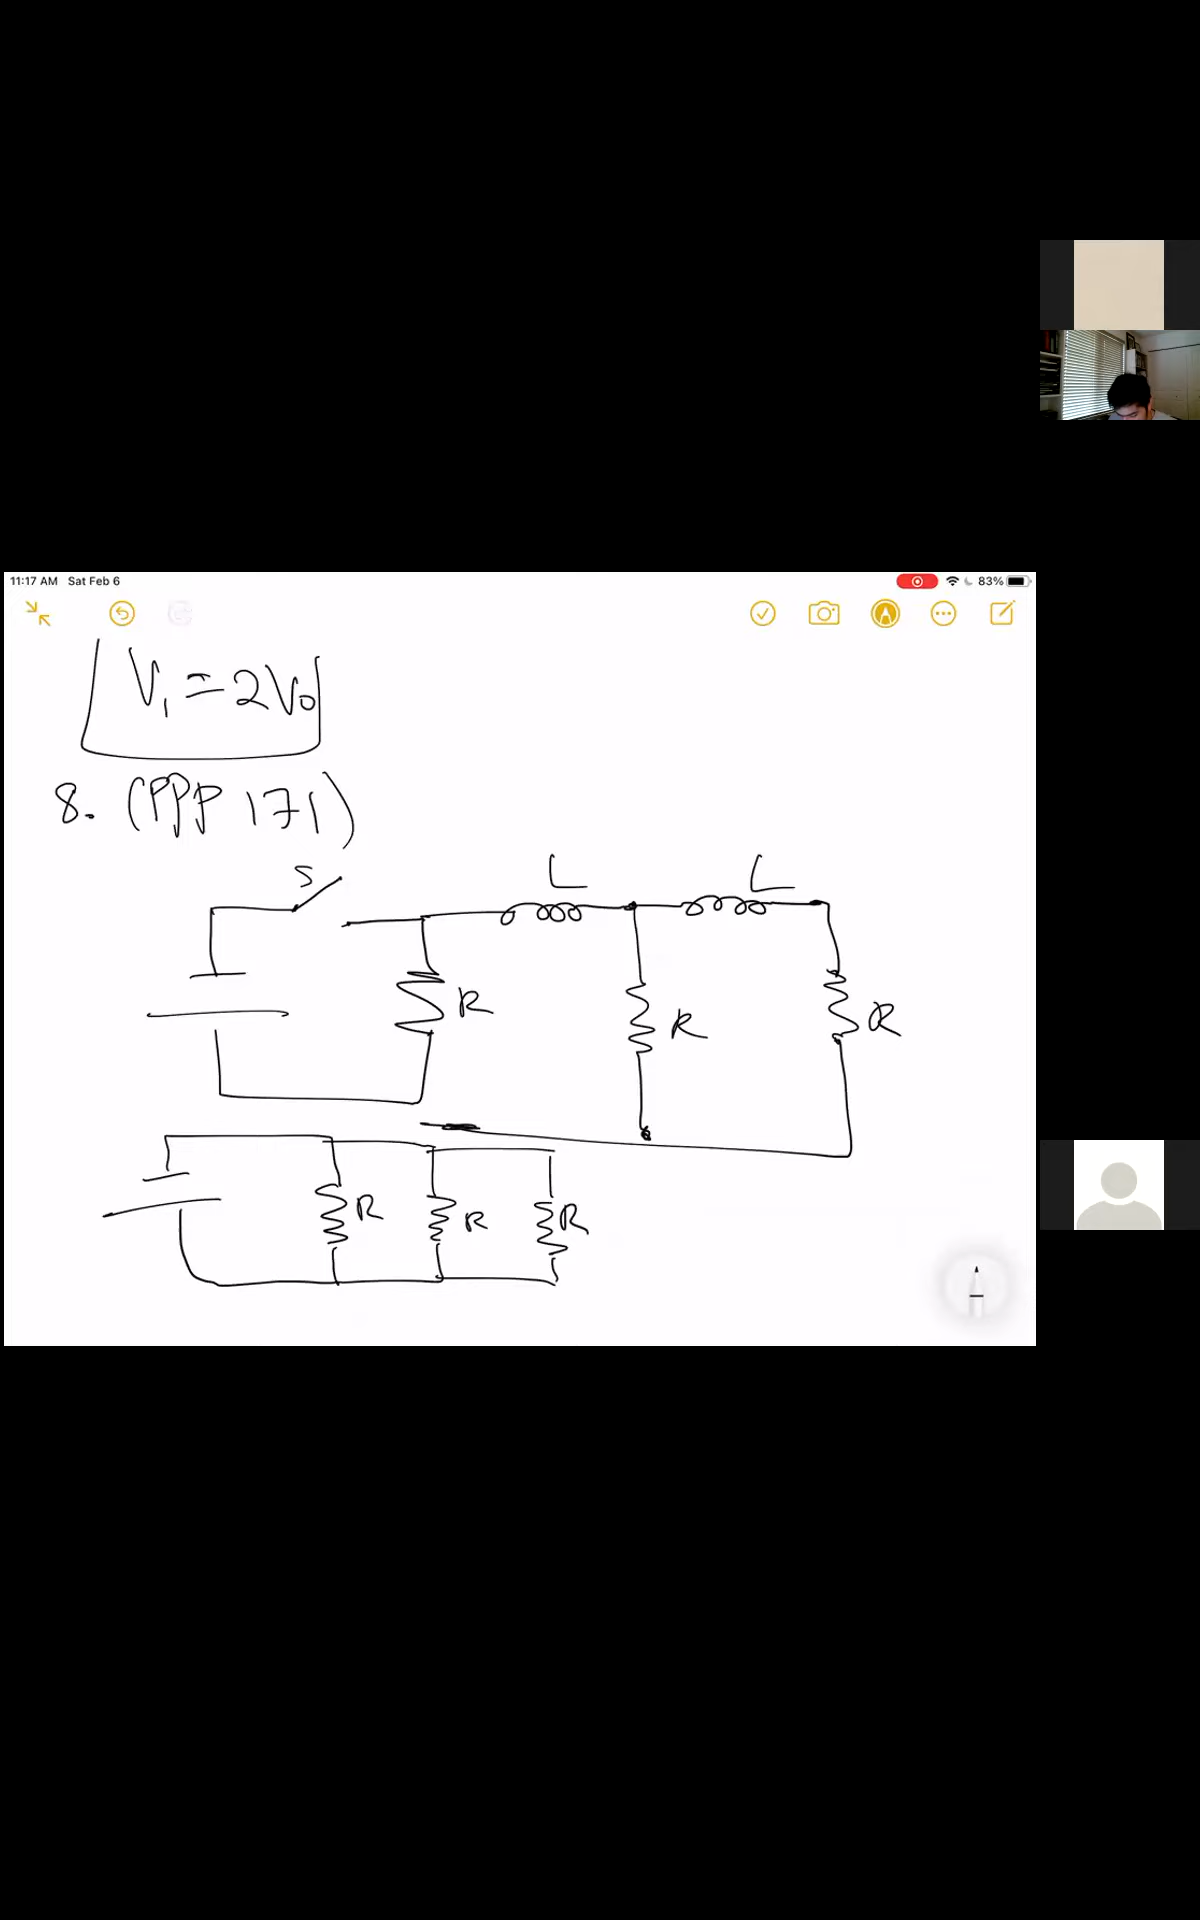 11:17 AM Sat Feb 6 83%
V₁ = 2V₀
8. (PPP 171)
S
L L
R
R
R
R
R
R